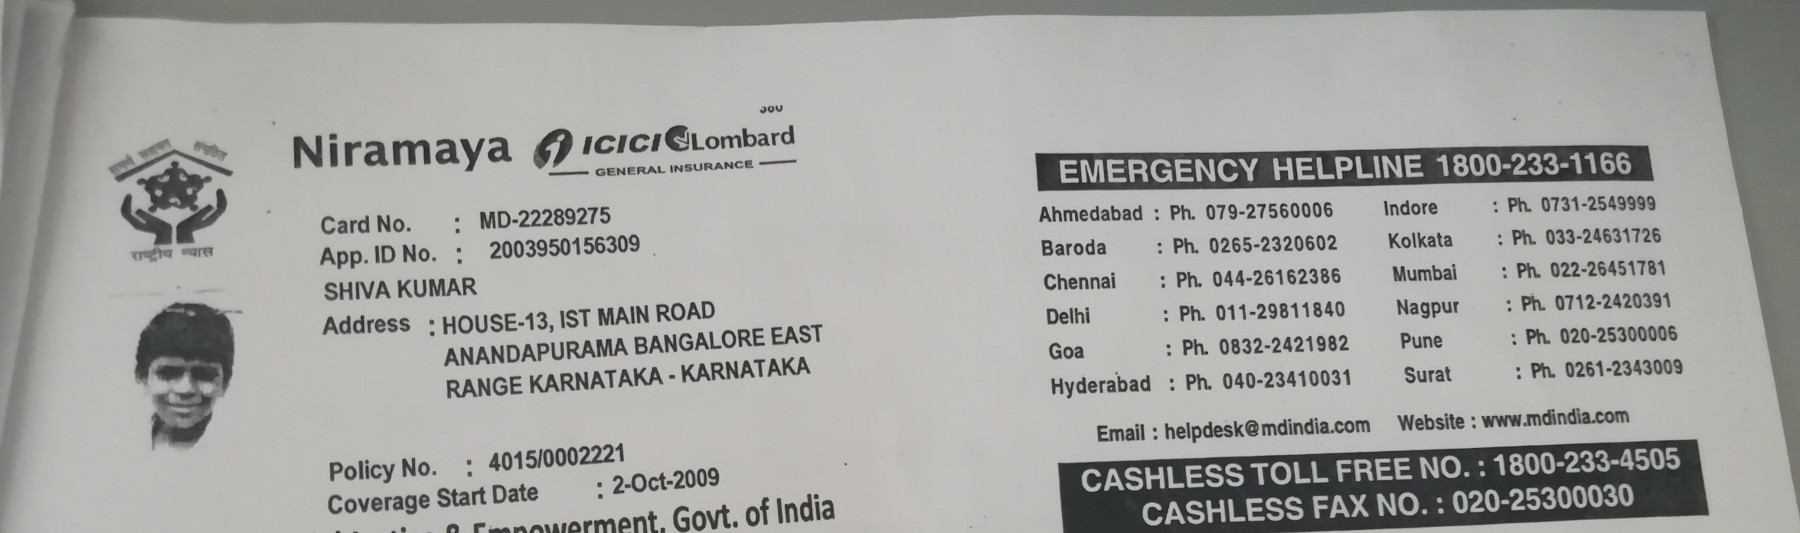 समर्थ समाज सशक्त
राष्ट्रीय न्यास
Niramaya
ICICI Lombard
GENERAL INSURANCE
Card No. : MD-22289275
App. ID No. : 2003950156309
SHIVA KUMAR
Address : HOUSE-13, IST MAIN ROAD
ANANDAPURAMA BANGALORE EAST
RANGE KARNATAKA - KARNATAKA
Policy No. : 4015/0002221
Coverage Start Date : 2-Oct-2009
& Empowerment, Govt. of India
EMERGENCY HELPLINE 1800-233-1166
Ahmedabad : Ph. 079-27560006 Indore : Ph. 0731-2549999
Baroda : Ph. 0265-2320602 Kolkata : Ph. 033-24631726
Chennai : Ph. 044-26162386 Mumbai : Ph. 022-26451781
Delhi : Ph. 011-29811840 Nagpur : Ph. 0712-2420391
Goa : Ph. 0832-2421982 Pune : Ph. 020-25300006
Hyderabad : Ph. 040-23410031 Surat : Ph. 0261-2343009
Email : helpdesk@mdindia.com Website : www.mdindia.com
CASHLESS TOLL FREE NO. : 1800-233-4505
CASHLESS FAX NO. : 020-25300030